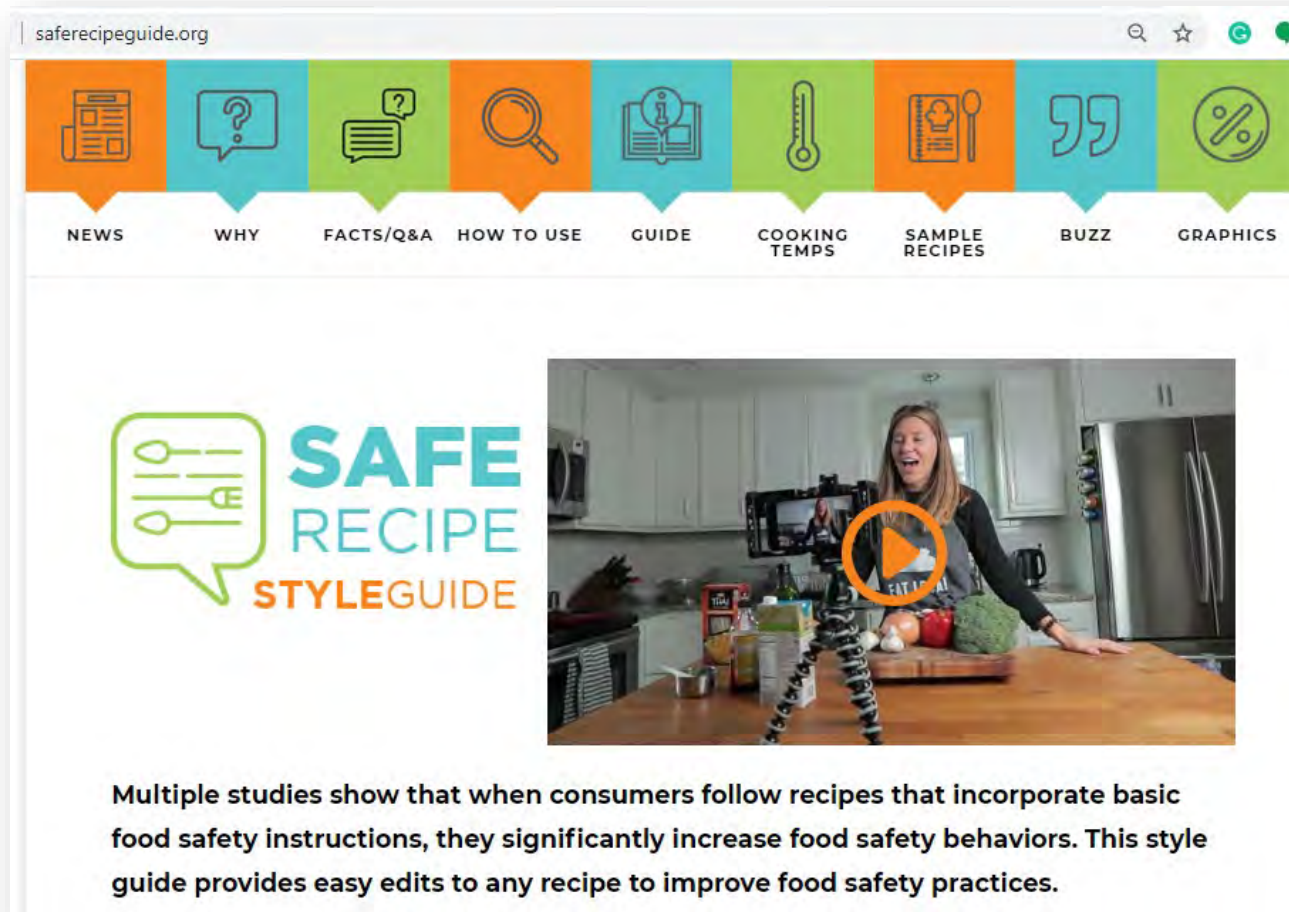 saferecipeguide.org
NEWS
WHY
FACTS/Q&A
HOW TO USE
GUIDE
COOKING
TEMPS
SAMPLE
RECIPES
BUZZ
GRAPHICS
SAFE
RECIPE
STYLEGUIDE
THAI
Multiple studies show that when consumers follow recipes that incorporate basic
food safety instructions, they significantly increase food safety behaviors. This style
guide provides easy edits to any recipe to improve food safety practices.